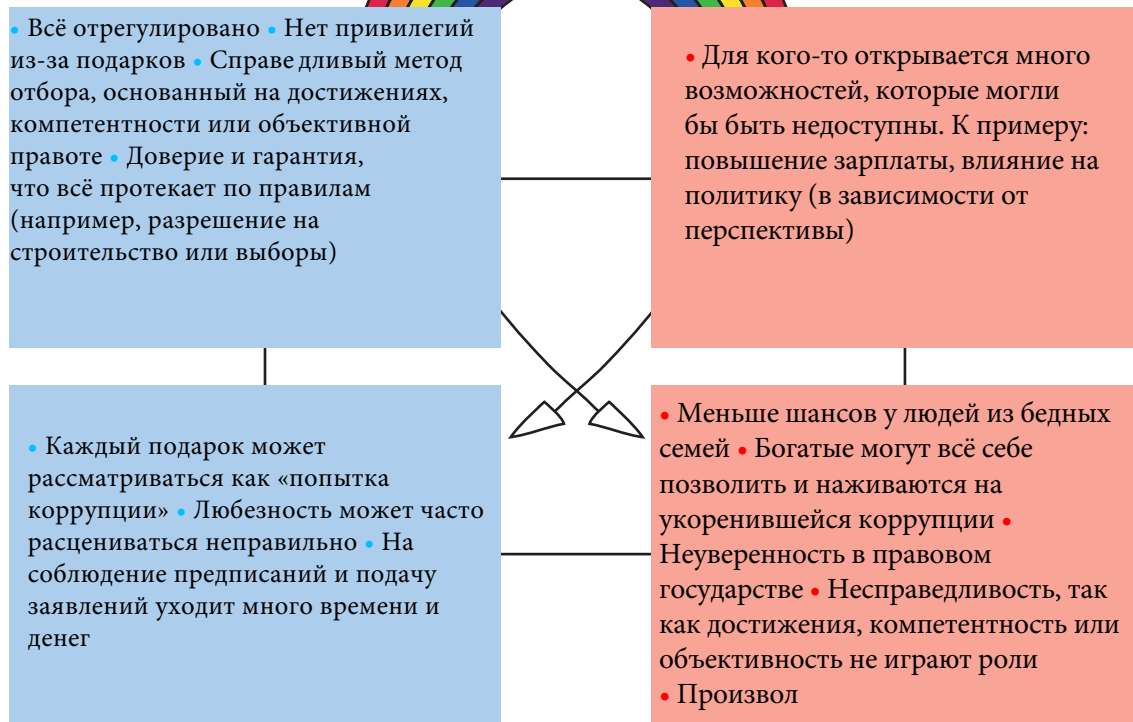 • Всё отрегулировано • Нет привилегий
из-за подарков • Справе дливый метод
отбора, основанный на достижениях,
компетентности или объективной
правоте • Доверие и гарантия,
что всё протекает по правилам
(например, разрешение на
строительство или выборы)
• Для кого-то открывается много
возможностей, которые могли
бы быть недоступны. К примеру:
повышение зарплаты, влияние на
политику (в зависимости от
перспективы)
• Каждый подарок может
рассматриваться как «попытка
коррупции» • Любезность может часто
расцениваться неправильно • На
соблюдение предписаний и подачу
заявлений уходит много времени и
денег
• Меньше шансов у людей из бедных
семей • Богатые могут всё себе
позволить и наживаются на
укоренившейся коррупции •
Неуверенность в правовом
государстве • Несправедливость, так
как достижения, компетентность или
объективность не играют роли
• Произвол